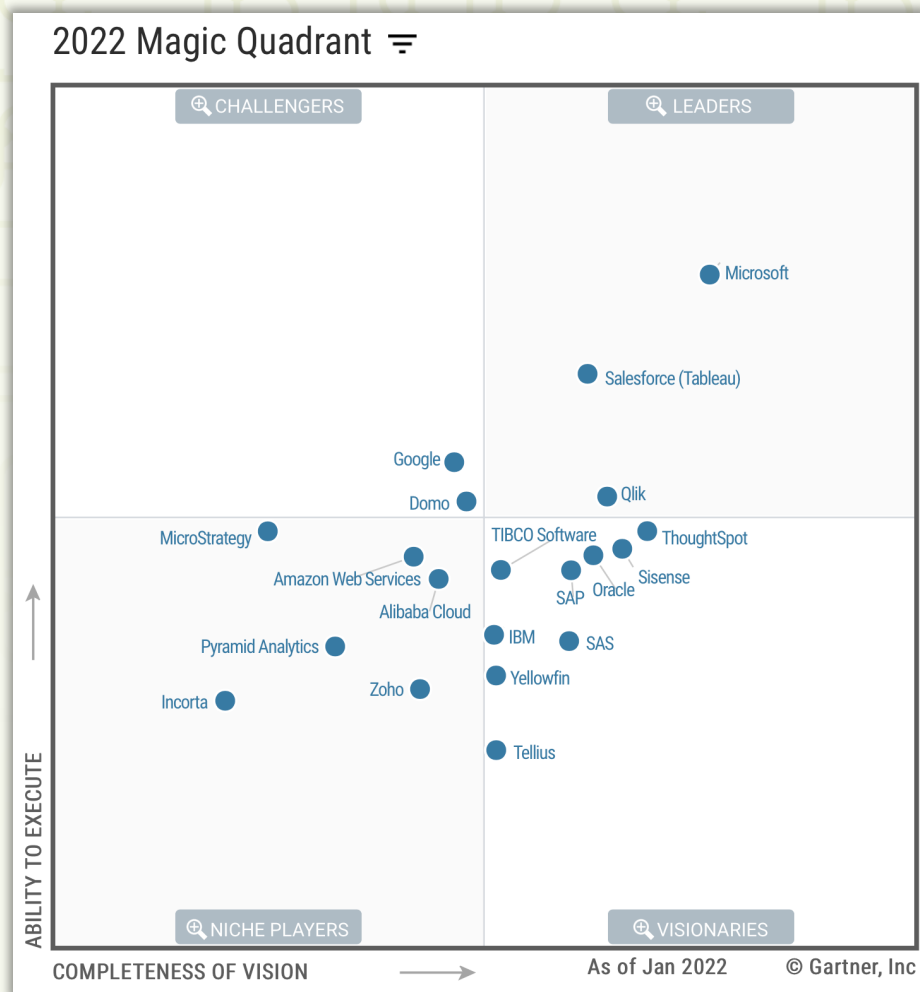 2022 Magic Quadrant
CHALLENGERS
LEADERS
Microsoft
Salesforce (Tableau)
Google
Domo
Qlik
MicroStrategy
TIBCO Software
ThoughtSpot
Amazon Web Services
Sisense
Oracle
SAP
Alibaba Cloud
IBM
SAS
Pyramid Analytics
Yellowfin
Zoho
Incorta
Tellius
ABILITY TO EXECUTE
NICHE PLAYERS
VISIONARIES
COMPLETENESS OF VISION
As of Jan 2022
© Gartner, Inc